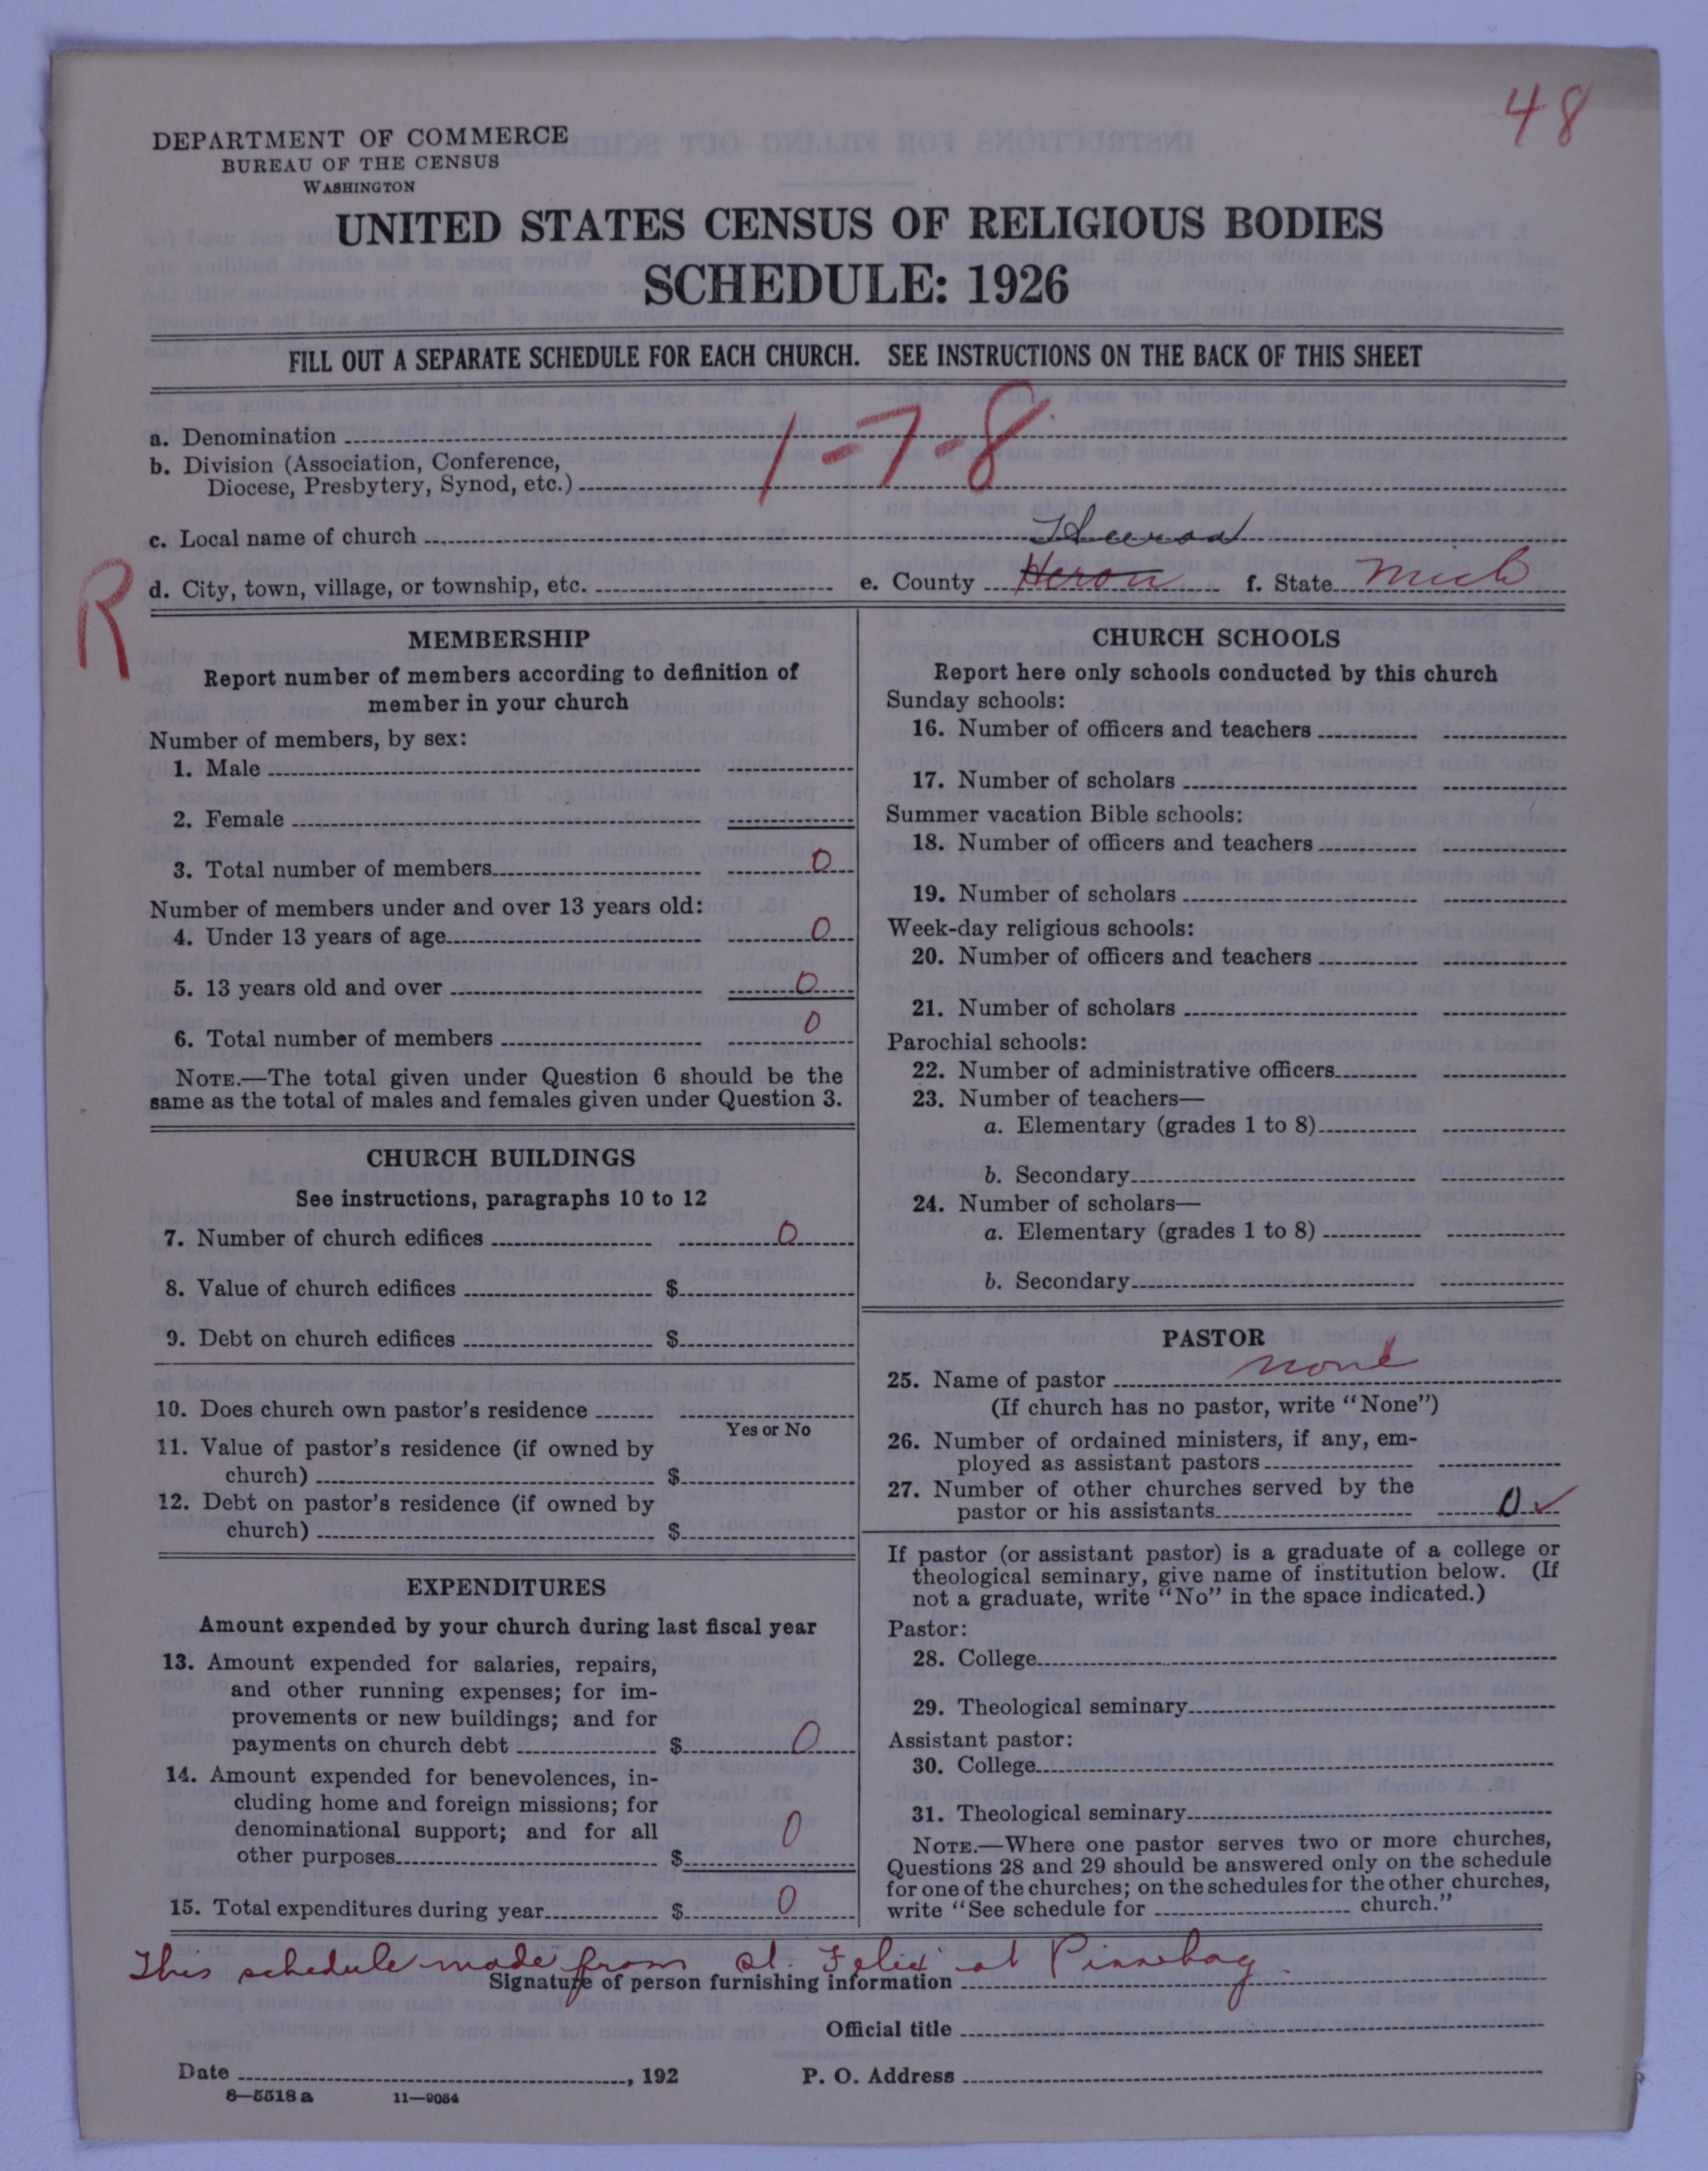 48
DEPARTMENT OF COMMERCE
BUREAU OF THE CENSUS
WASHINGTON
UNITED STATES CENSUS OF RELIGIOUS BODIES
SCHEDULE: 1926
FILL OUT A SEPARATE SCHEDULE FOR EACH CHURCH. SEE INSTRUCTIONS ON THE BACK OF THIS SHEET
a. Denomination
1-7-8
b. Division (Association, Conference,
Diocese, Presbytery, Synod, etc.)
c. Local name of church
R
d. City, town, village, or township, etc. e. County Heron f. State Mich
MEMBERSHIP
Report number of members according to definition of
member in your church
Number of members, by sex:
1. Male
2. Female
3. Total number of members 0
Number of members under and over 13 years old:
4. Under 13 years of age 0
5. 13 years old and over 0
6. Total number of members 0
NOTE.—The total given under Question 6 should be the
same as the total of males and females given under Question 3.
CHURCH BUILDINGS
See instructions, paragraphs 10 to 12
7. Number of church edifices 0
8. Value of church edifices $
9. Debt on church edifices $
10. Does church own pastor's residence
Yes or No
11. Value of pastor's residence (if owned by
church) $
12. Debt on pastor's residence (if owned by
church) $
EXPENDITURES
Amount expended by your church during last fiscal year
13. Amount expended for salaries, repairs,
and other running expenses; for im-
provements or new buildings; and for
payments on church debt $ 0
14. Amount expended for benevolences, in-
cluding home and foreign missions; for
denominational support; and for all
other purposes $ 0
15. Total expenditures during year $ 0
CHURCH SCHOOLS
Report here only schools conducted by this church
Sunday schools:
16. Number of officers and teachers
17. Number of scholars
Summer vacation Bible schools:
18. Number of officers and teachers
19. Number of scholars
Week-day religious schools:
20. Number of officers and teachers
21. Number of scholars
Parochial schools:
22. Number of administrative officers
23. Number of teachers—
a. Elementary (grades 1 to 8)
b. Secondary
24. Number of scholars—
a. Elementary (grades 1 to 8)
b. Secondary
PASTOR
25. Name of pastor none
(If church has no pastor, write "None")
26. Number of ordained ministers, if any, em-
ployed as assistant pastors
27. Number of other churches served by the
pastor or his assistants 0 ✓
If pastor (or assistant pastor) is a graduate of a college or
theological seminary, give name of institution below. (If
not a graduate, write "No" in the space indicated.)
Pastor:
28. College
29. Theological seminary
Assistant pastor:
30. College
31. Theological seminary
NOTE.—Where one pastor serves two or more churches,
Questions 28 and 29 should be answered only on the schedule
for one of the churches; on the schedules for the other churches,
write "See schedule for church."
This schedule made from St. Felix at Pinnebog
Signature of person furnishing information
Official title
Date , 192 P. O. Address
8—5518 a 11—9054